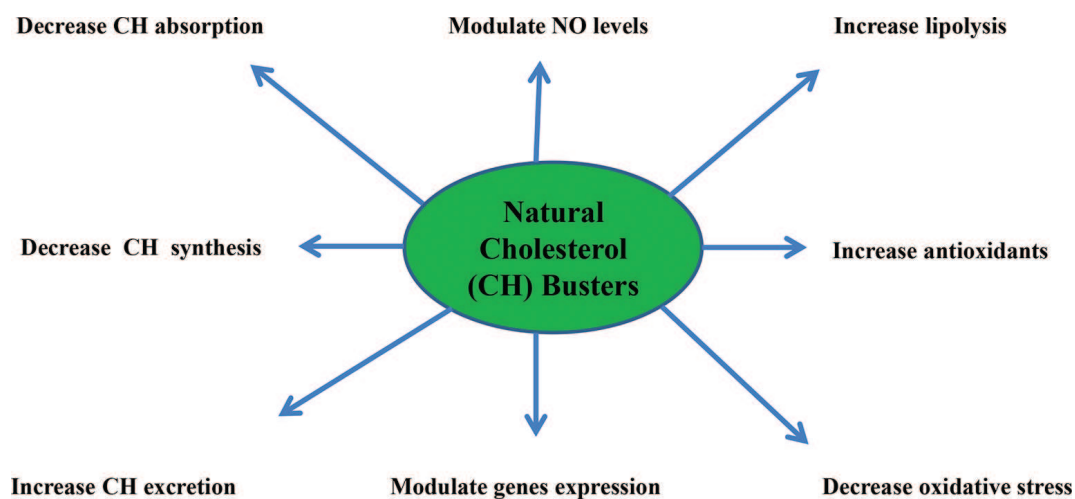 Decrease CH absorption
Modulate NO levels
Increase lipolysis
Natural
Cholesterol
(CH) Busters
Decrease CH synthesis
Increase antioxidants
Increase CH excretion
Modulate genes expression
Decrease oxidative stress